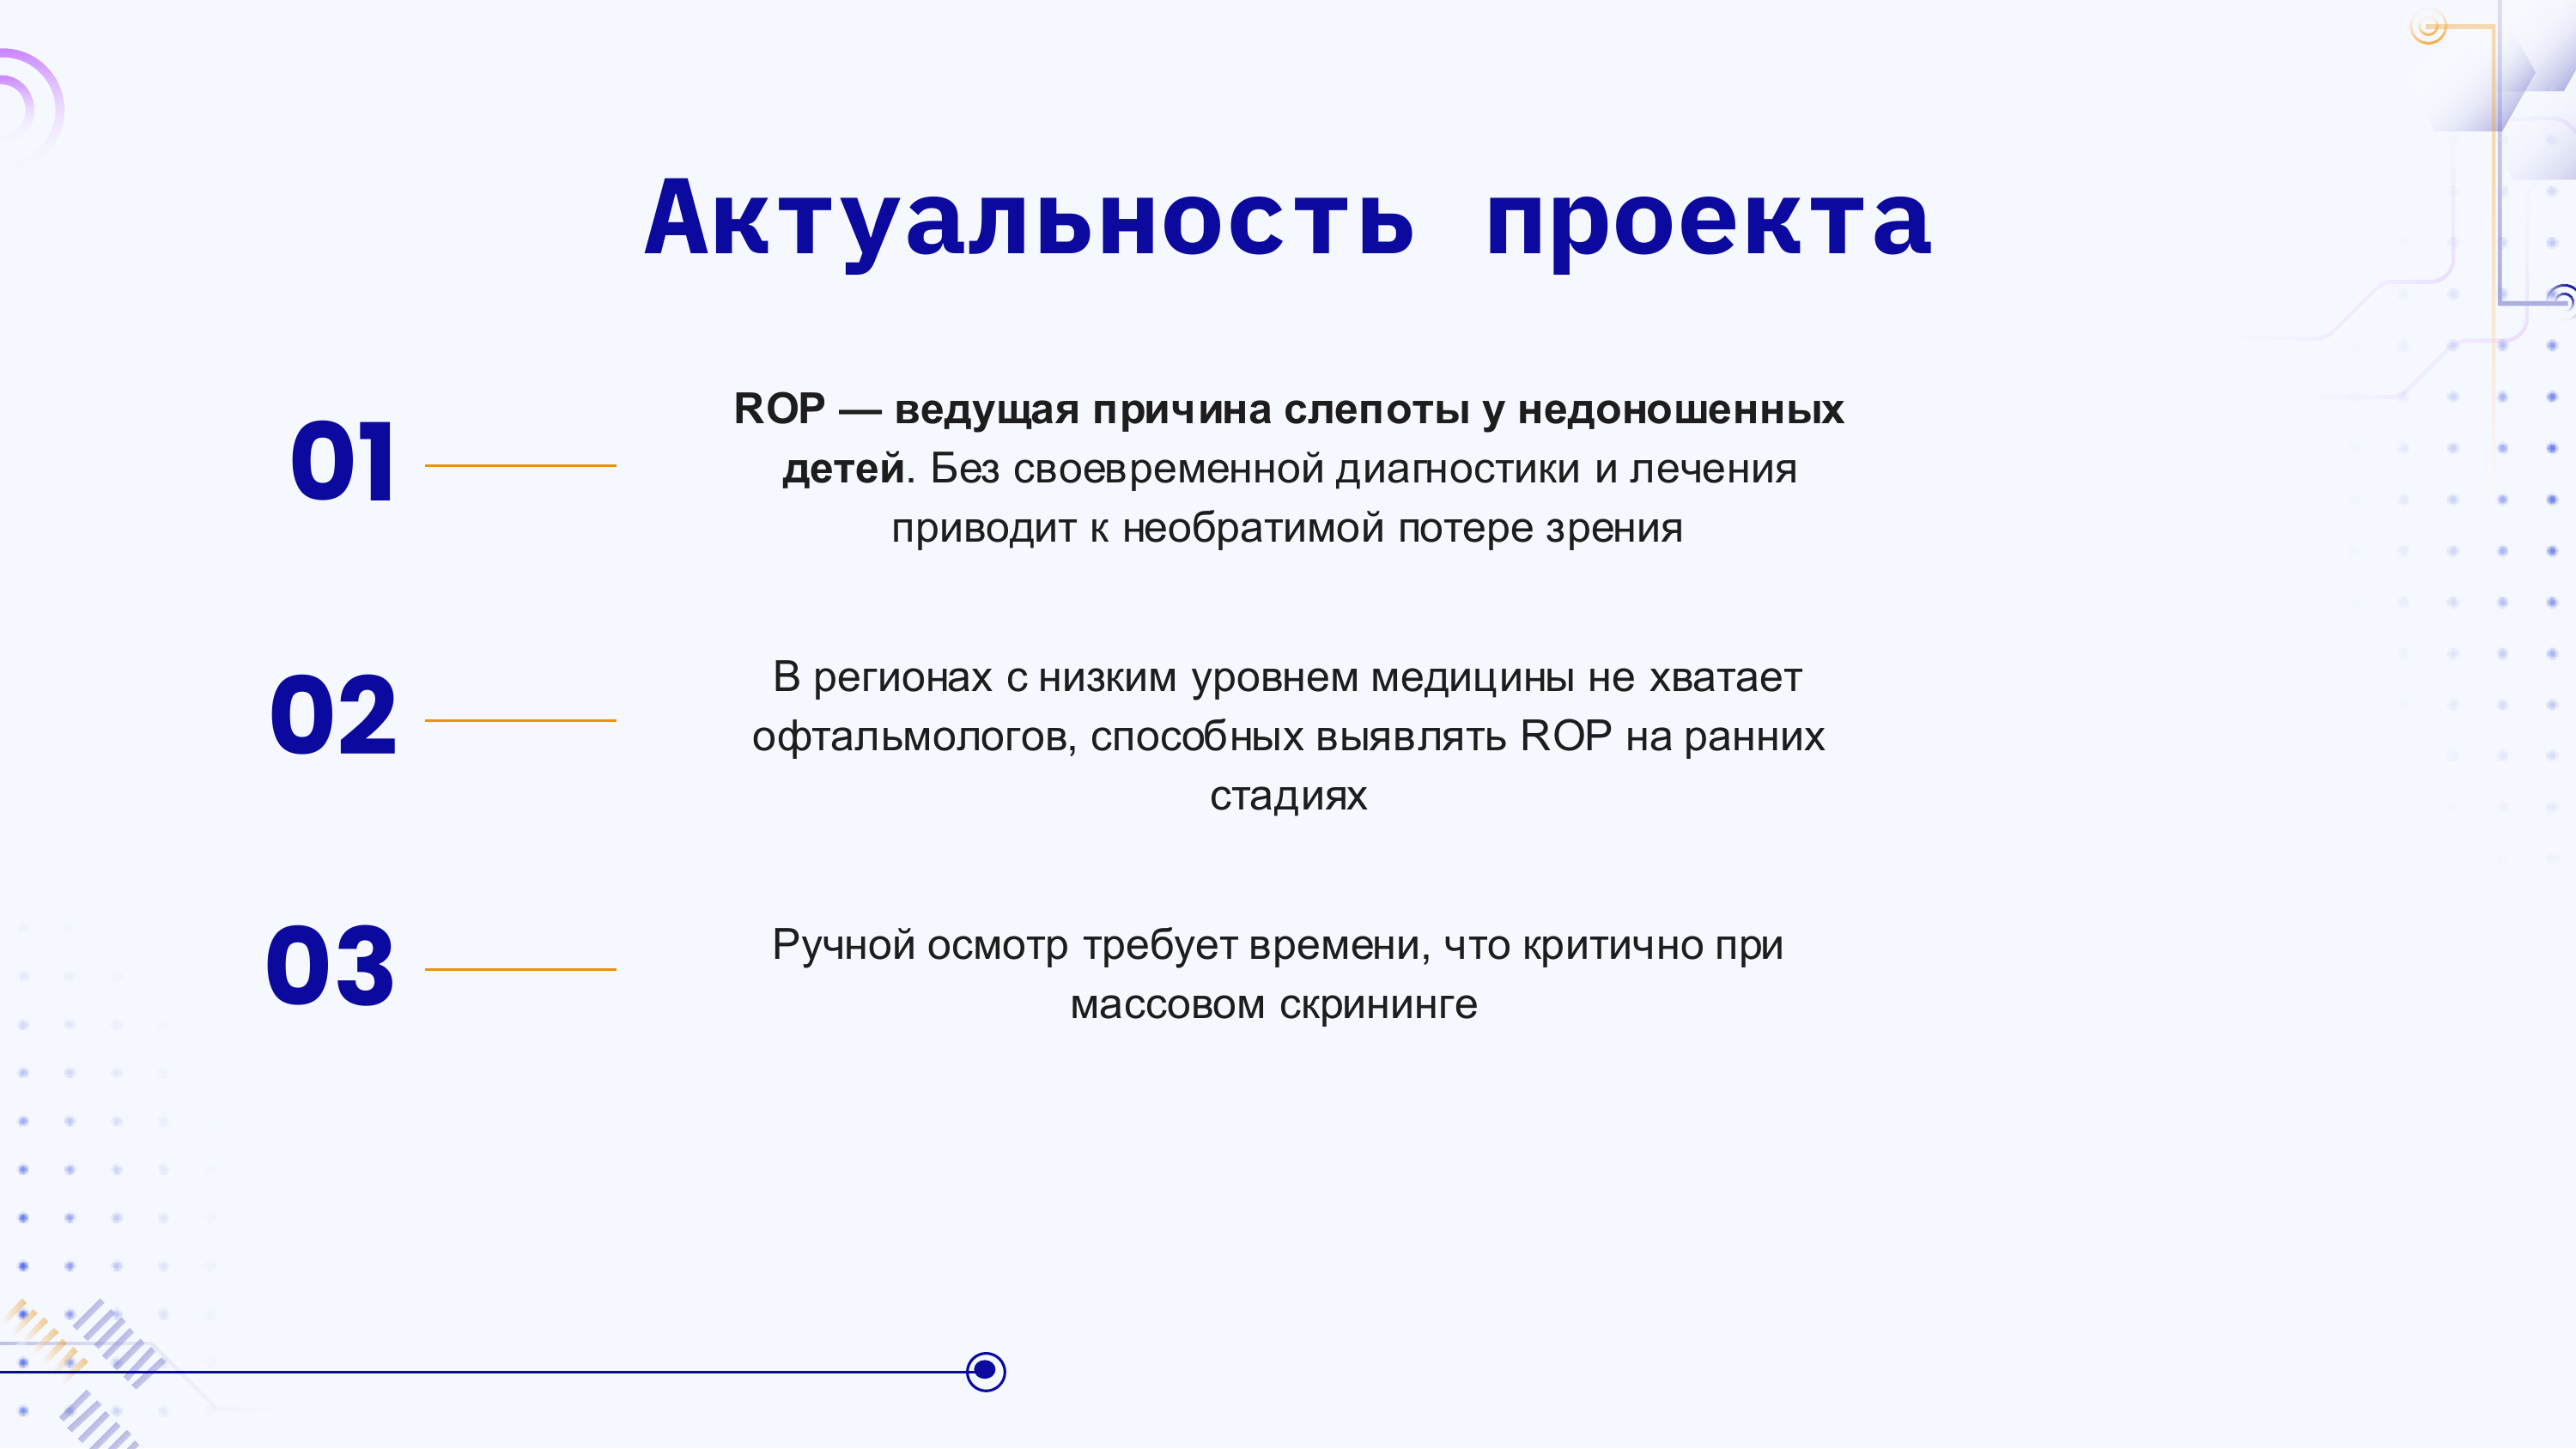 Актуальность проекта
01
ROP — ведущая причина слепоты у недоношенных
детей. Без своевременной диагностики и лечения
приводит к необратимой потере зрения
02
В регионах с низким уровнем медицины не хватает
офтальмологов, способных выявлять ROP на ранних
стадиях
03
Ручной осмотр требует времени, что критично при
массовом скрининге